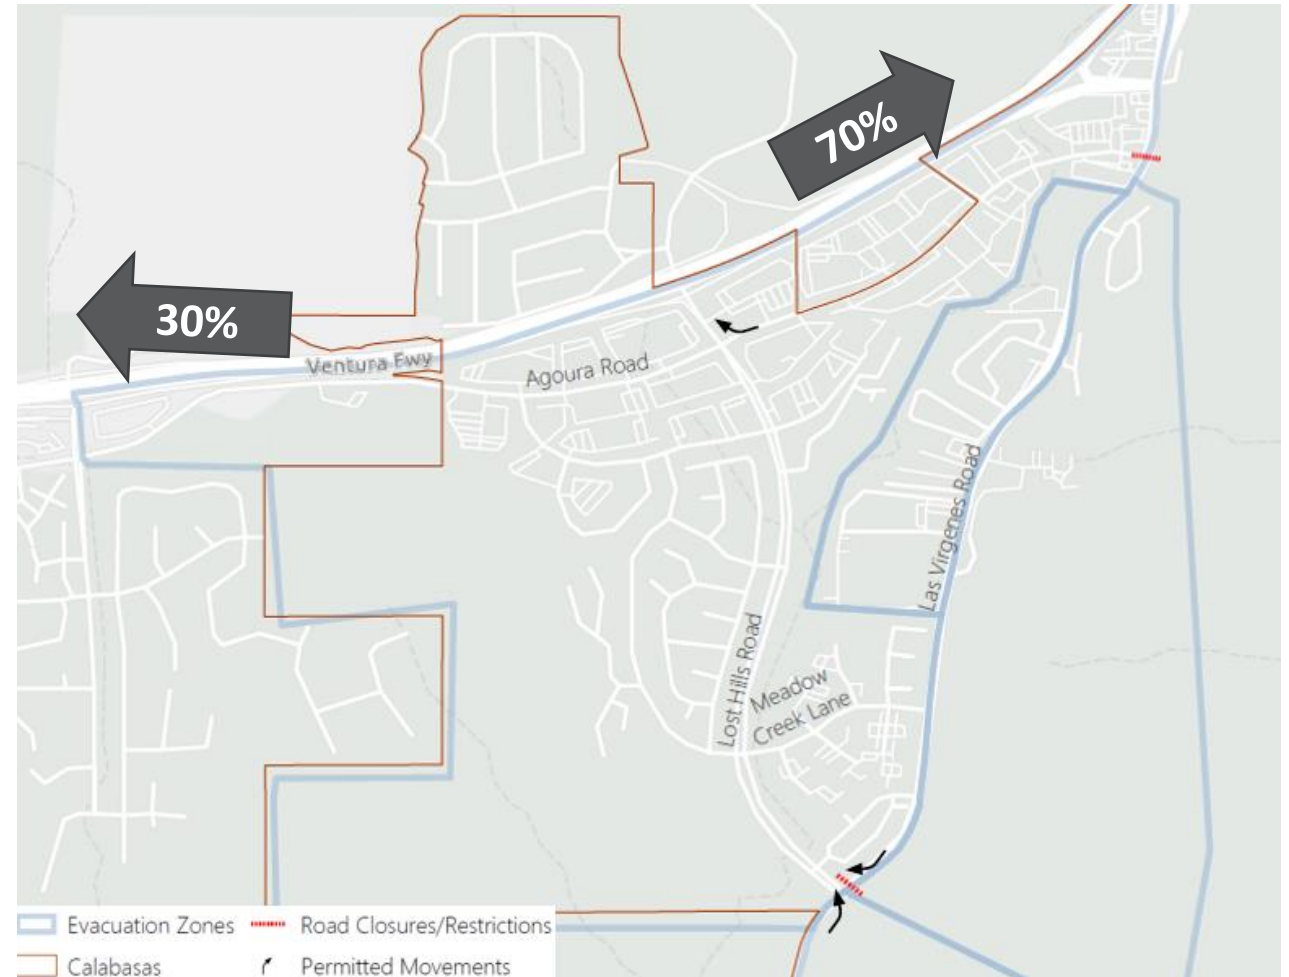 70%
30%
Ventura Fwy
Agoura Road
Las Virgenes Road
Lost Hills Road
Meadow
Creek Lane
Evacuation Zones
Road Closures/Restrictions
Calabasas
Permitted Movements